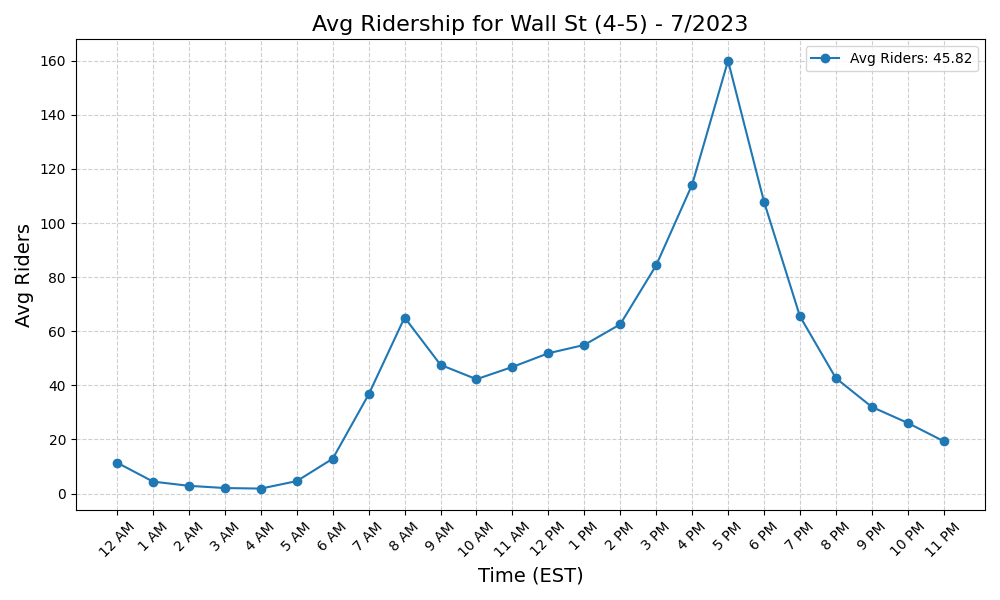 Avg Ridership for Wall St (4-5) - 7/2023
Avg Riders: 45.82
Avg Riders
160
140
120
100
80
60
40
20
0
12 AM
1 AM
2 AM
3 AM
4 AM
5 AM
6 AM
7 AM
8 AM
9 AM
10 AM
11 AM
12 PM
1 PM
2 PM
3 PM
4 PM
5 PM
6 PM
7 PM
8 PM
9 PM
10 PM
11 PM
Time (EST)